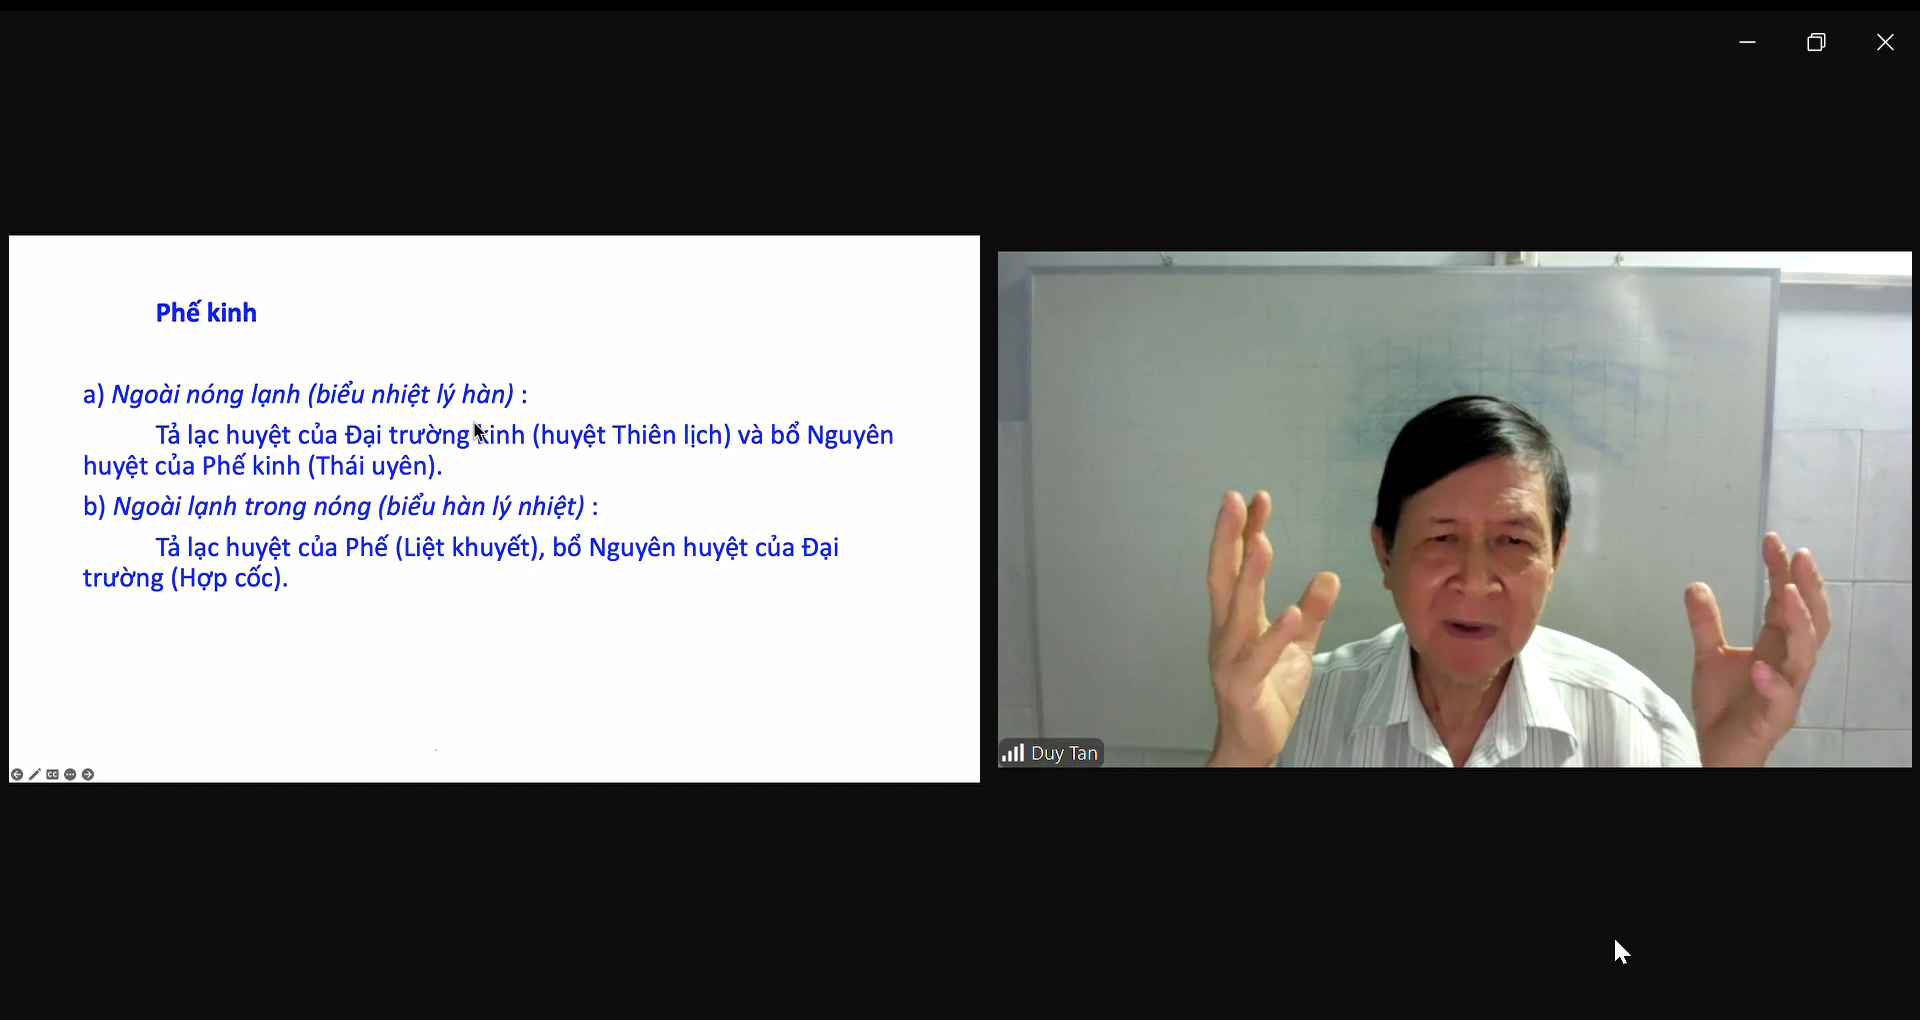 Phế kinh
a) Ngoài nóng lạnh (biểu nhiệt lý hàn) :
Tả lạc huyệt của Đại trường kinh (huyệt Thiên lịch) và bổ Nguyên
huyệt của Phế kinh (Thái uyên).
b) Ngoài lạnh trong nóng (biểu hàn lý nhiệt) :
Tả lạc huyệt của Phế (Liệt khuyết), bổ Nguyên huyệt của Đại
trường (Hợp cốc).
Duy Tan